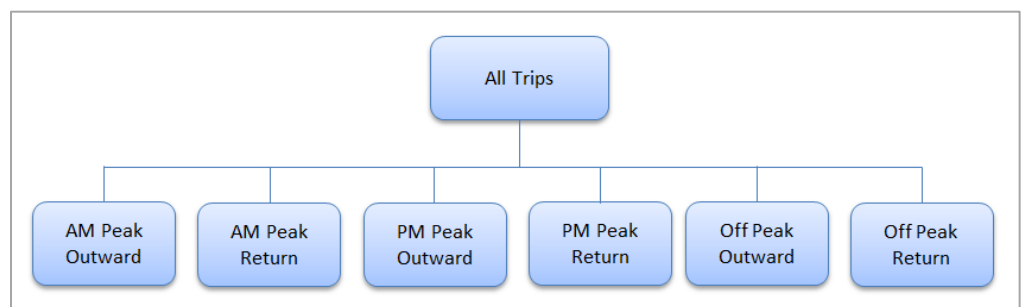 All Trips
AM Peak
Outward
AM Peak
Return
PM Peak
Outward
PM Peak
Return
Off Peak
Outward
Off Peak
Return